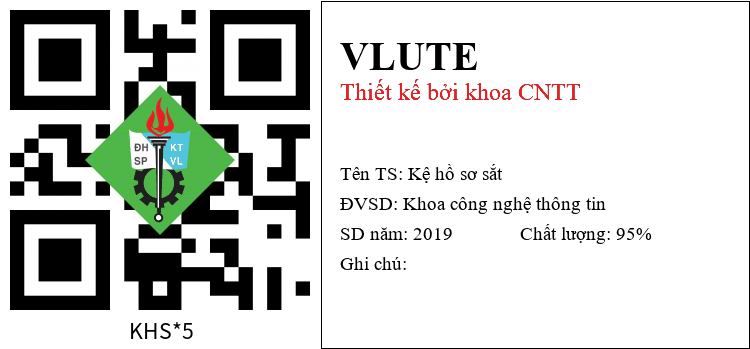 ĐH KT
SP VL
KHS*5
VLUTE
Thiết kế bởi khoa CNTT
Tên TS: Kệ hồ sơ sắt
ĐVSD: Khoa công nghệ thông tin
SD năm: 2019 Chất lượng: 95%
Ghi chú: